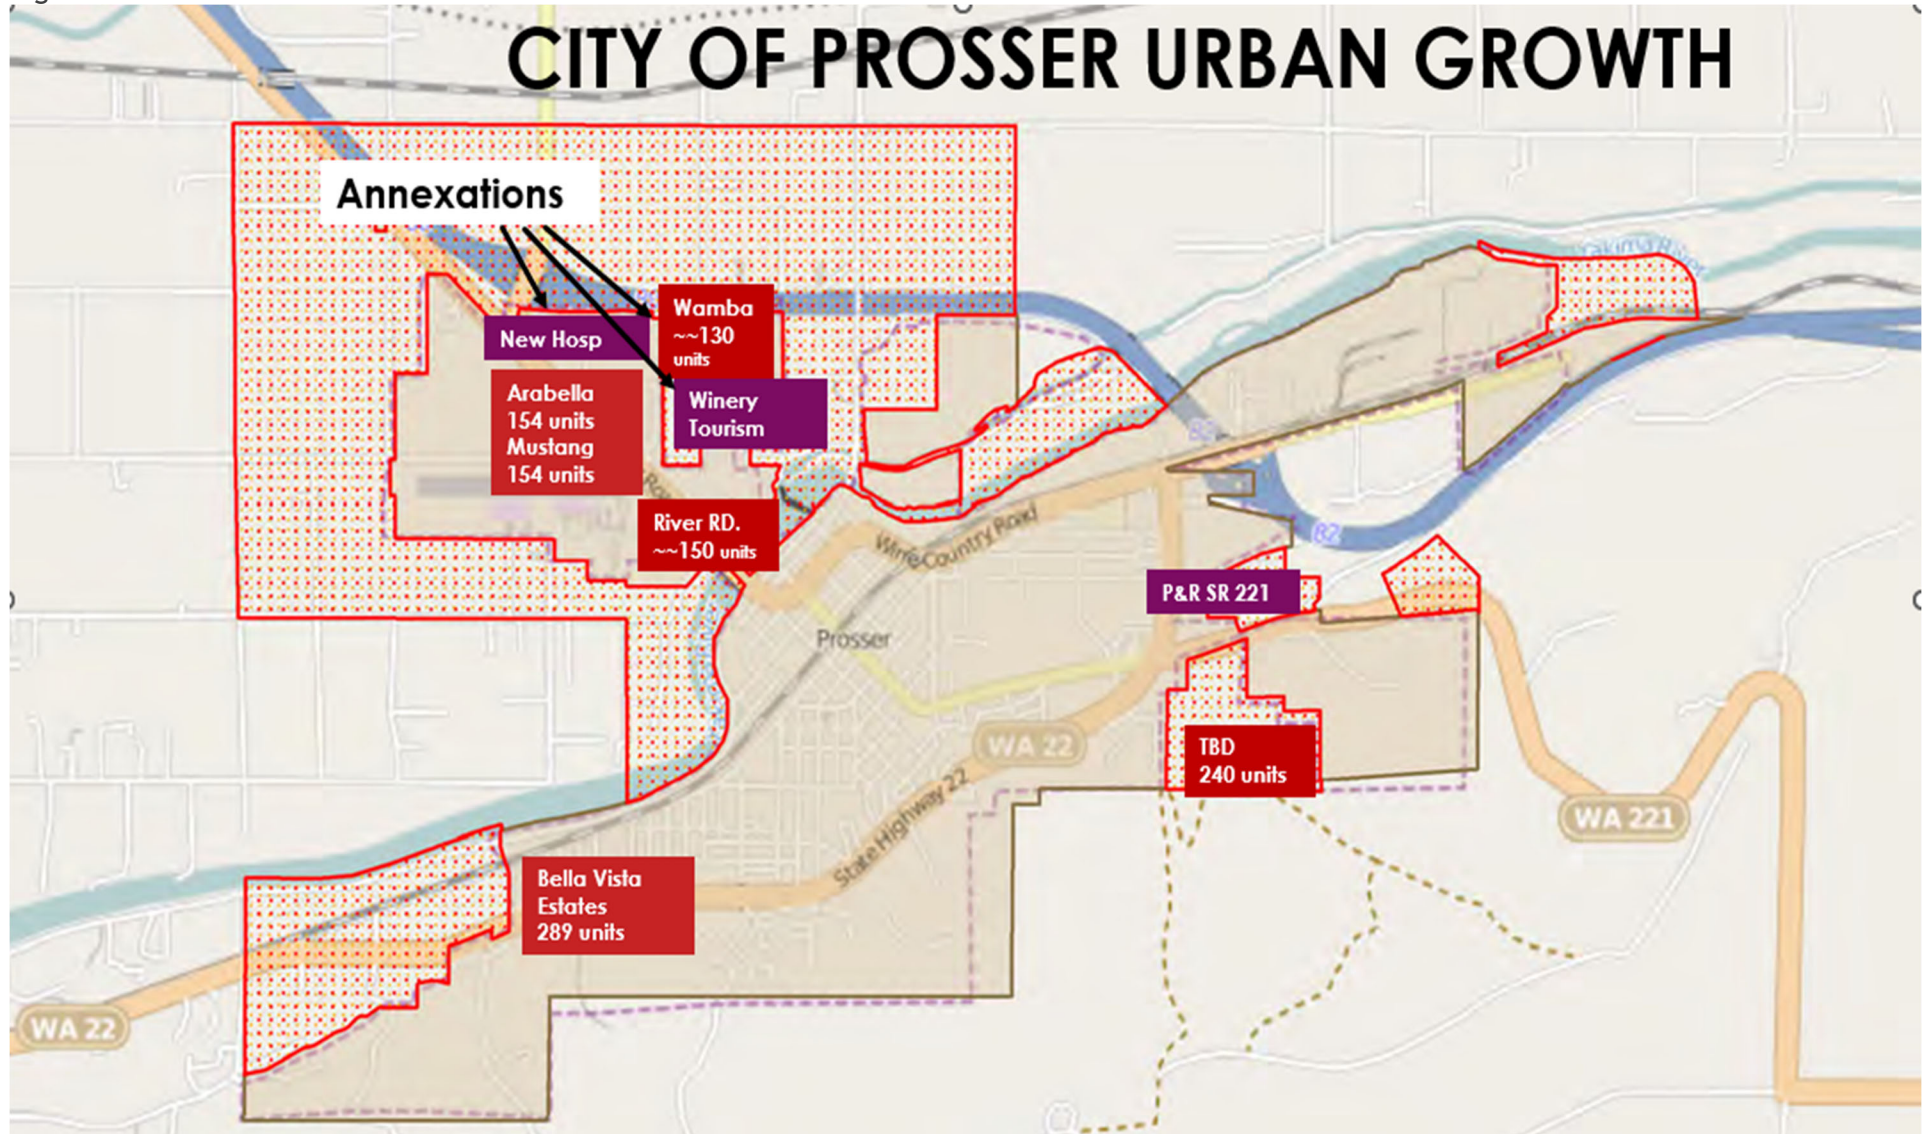 CITY OF PROSSER URBAN GROWTH
Annexations
Wamba
~~130
units
New Hosp
Arabella
154 units
Mustang
154 units
Winery
Tourism
River RD.
~~150 units
Wine Country Road
Yakima River
82
82
P&R SR 221
Prosser
WA 22
TBD
240 units
State Highway 22
WA 221
Bella Vista
Estates
289 units
WA 22